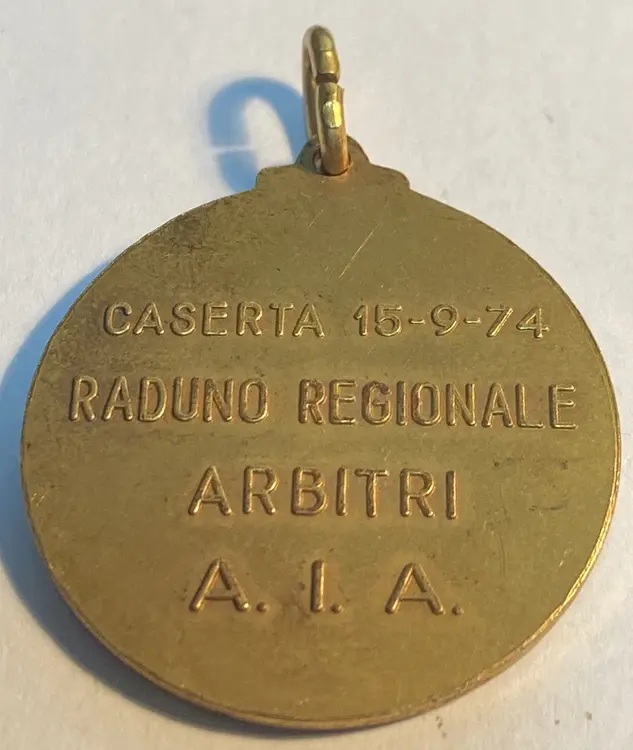 CASERTA 15-9-74
RADUNO REGIONALE
ARBITRI
A. I. A.